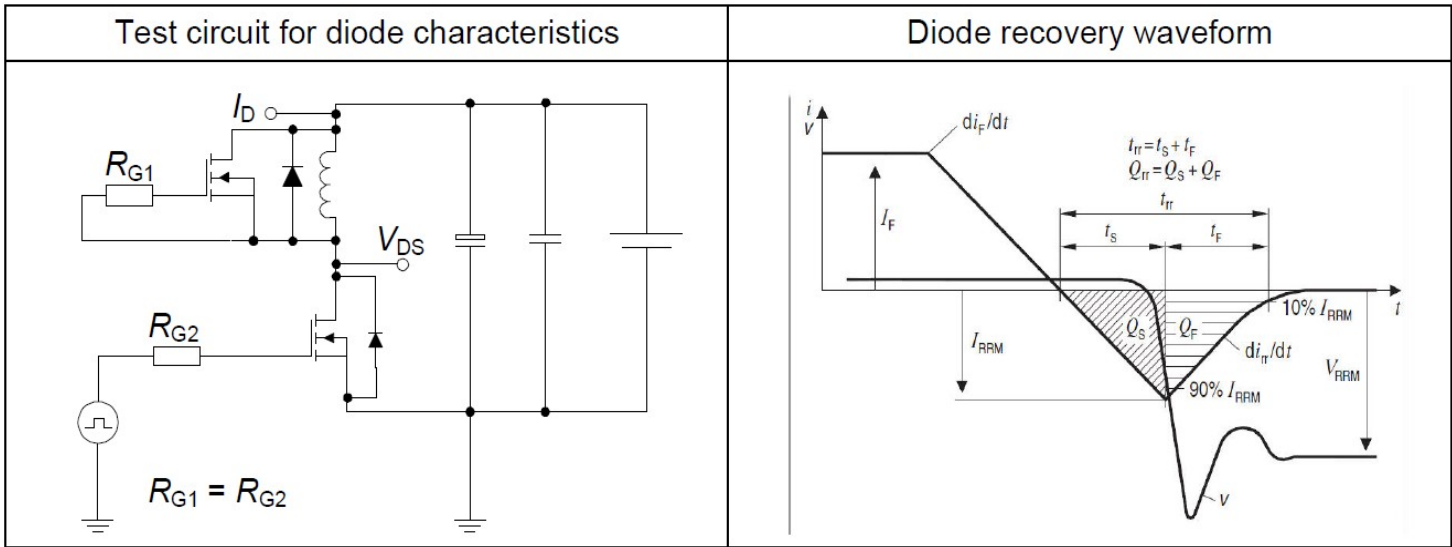 Test circuit for diode characteristics
Diode recovery waveform
I_D
R_G1
V_DS
R_G2
R_G1 = R_G2
i
v
di_F/dt
t_rr = t_S + t_F
Q_rr = Q_S + Q_F
t_rr
I_F
t_S
t_F
10% I_RRM
t
Q_S
Q_F
I_RRM
di_rr/dt
V_RRM
90% I_RRM
v